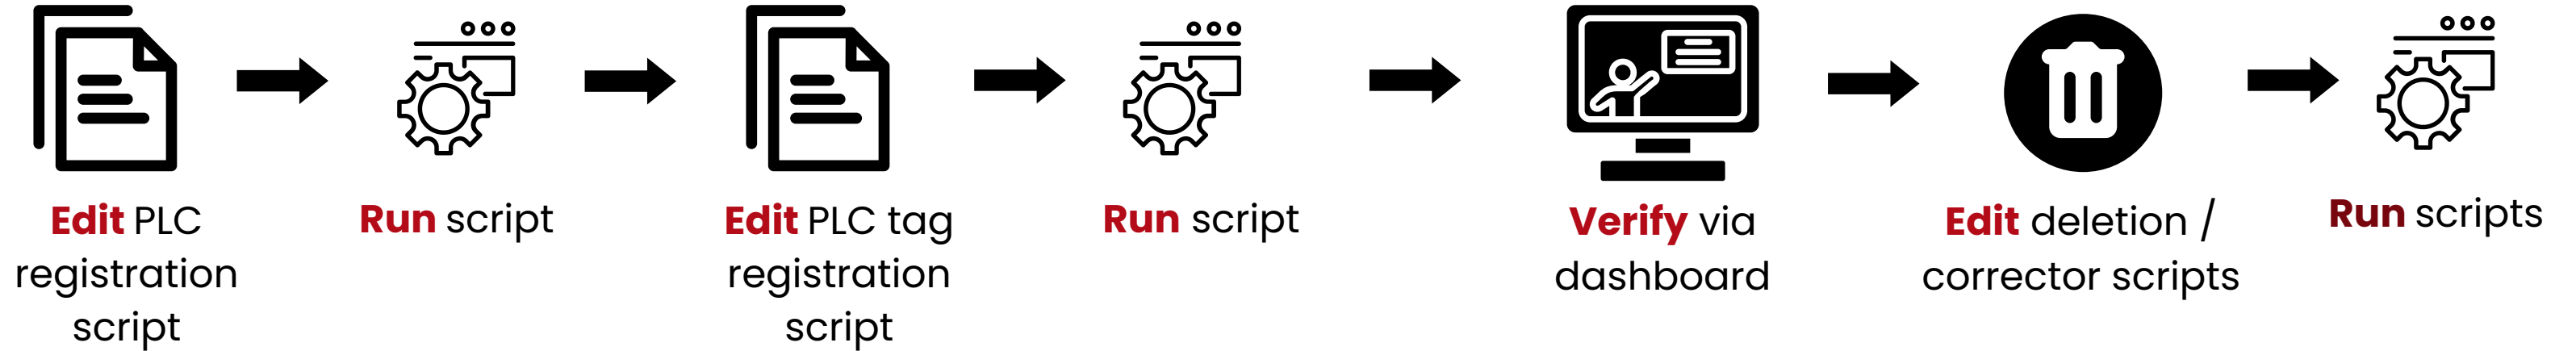 Edit PLC
registration
script
Run script
Edit PLC tag
registration
script
Run script
Verify via
dashboard
Edit deletion /
corrector scripts
Run scripts